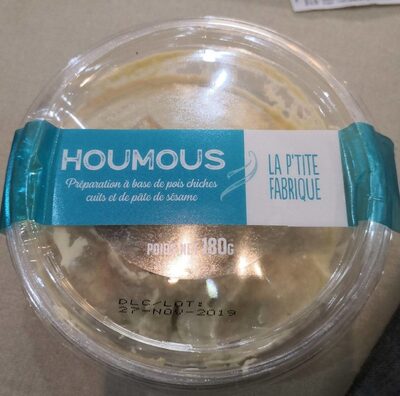 HOUMOUS
Préparation à base de pois chiches
cuits et de pâte de sésame
LA P'TITE
FABRIQUE
POIDS NET 180G
DLC/LOT:
27-NOV-2019